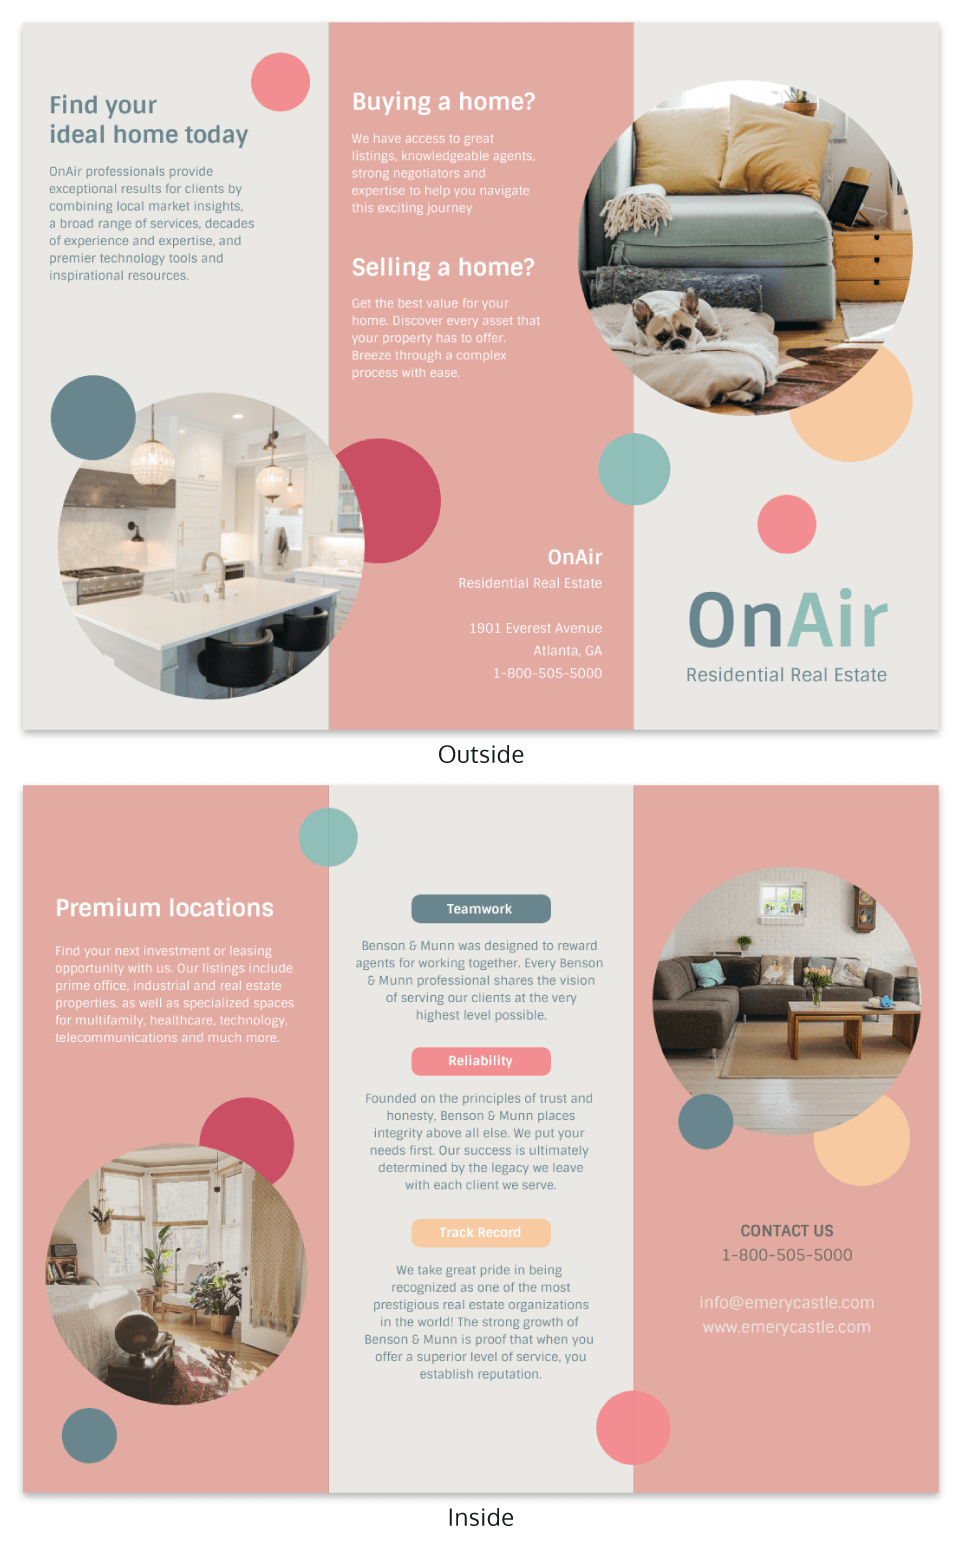 Find your
ideal home today
OnAir professionals provide
exceptional results for clients by
combining local market insights,
a broad range of services, decades
of experience and expertise, and
premier technology tools and
inspirational resources.
Buying a home?
We have access to great
listings, knowledgeable agents,
strong negotiators and
expertise to help you navigate
this exciting journey
Selling a home?
Get the best value for your
home. Discover every asset that
your property has to offer.
Breeze through a complex
process with ease.
OnAir
Residential Real Estate
1901 Everest Avenue
Atlanta, GA
1-800-505-5000
OnAir
Residential Real Estate
Outside
Premium locations
Find your next investment or leasing
opportunity with us. Our listings include
prime office, industrial and real estate
properties, as well as specialized spaces
for multifamily, healthcare, technology,
telecommunications and much more.
Teamwork
Benson & Munn was designed to reward
agents for working together. Every Benson
& Munn professional shares the vision
of serving our clients at the very
highest level possible.
Reliability
Founded on the principles of trust and
honesty, Benson & Munn places
integrity above all else. We put your
needs first. Our success is ultimately
determined by the legacy we leave
with each client we serve.
Track Record
We take great pride in being
recognized as one of the most
prestigious real estate organizations
in the world! The strong growth of
Benson & Munn is proof that when you
offer a superior level of service, you
establish reputation.
CONTACT US
1-800-505-5000
info@emerycastle.com
www.emerycastle.com
Inside